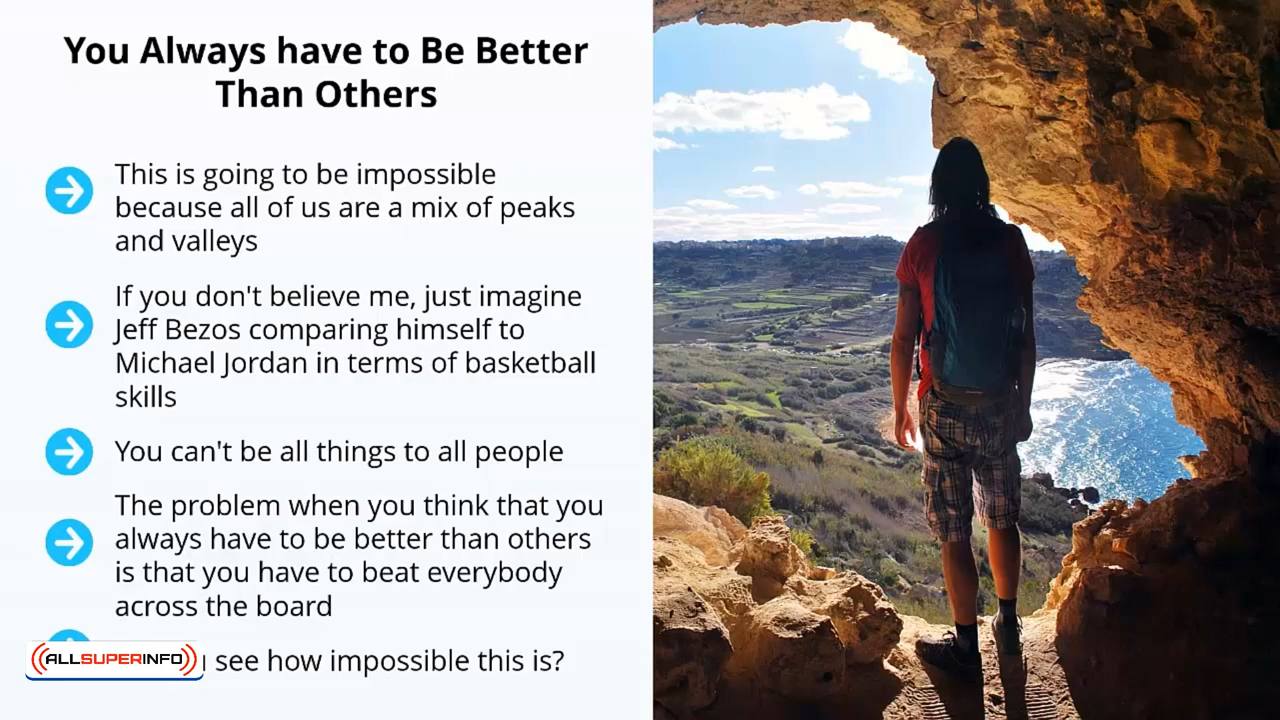 You Always have to Be Better
Than Others
This is going to be impossible
because all of us are a mix of peaks
and valleys
If you don't believe me, just imagine
Jeff Bezos comparing himself to
Michael Jordan in terms of basketball
skills
You can't be all things to all people
The problem when you think that you
always have to be better than others
is that you have to beat everybody
across the board
see how impossible this is?
ALLSUPERINFO